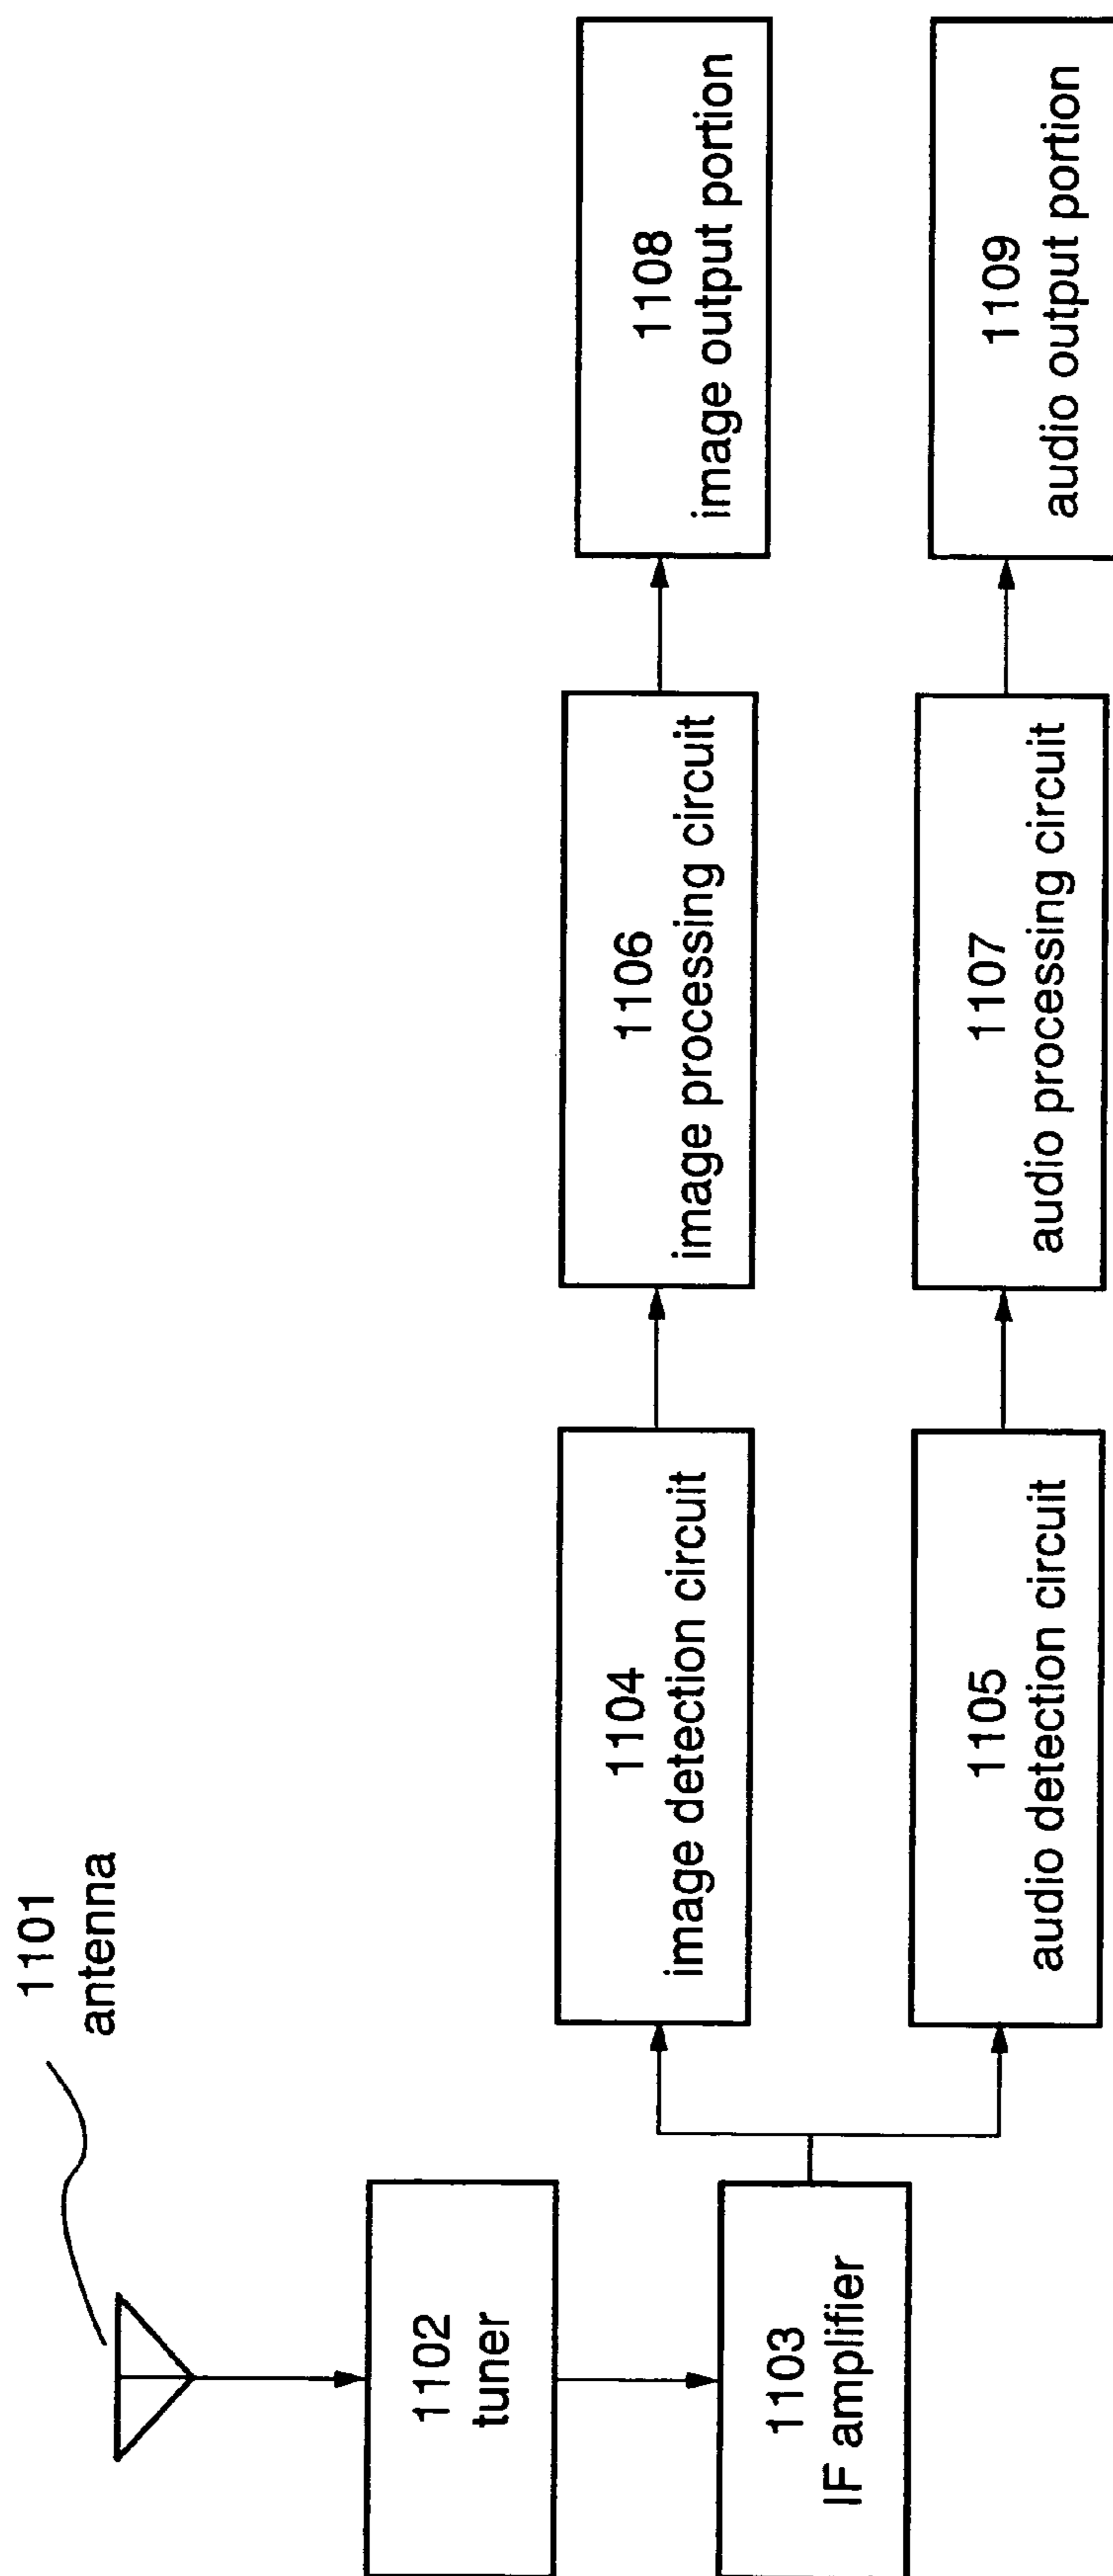 1101
antenna
1102
tuner
1103
IF amplifier
1104
image detection circuit
1105
audio detection circuit
1106
image processing circuit
1107
audio processing circuit
1108
image output portion
1109
audio output portion